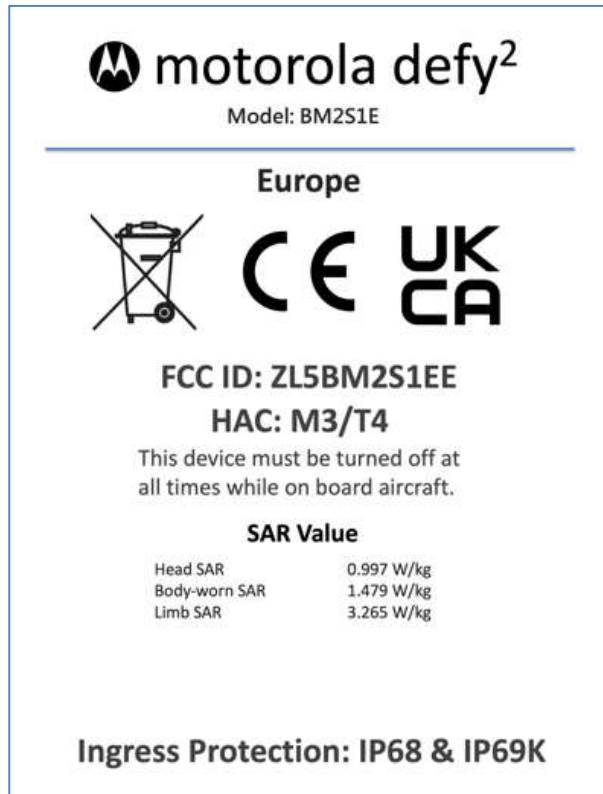 motorola defy²
Model: BM2S1E
Europe
CE UK
CA
FCC ID: ZL5BM2S1EE
HAC: M3/T4
This device must be turned off at
all times while on board aircraft.
SAR Value
Head SAR 0.997 W/kg
Body-worn SAR 1.479 W/kg
Limb SAR 3.265 W/kg
Ingress Protection: IP68 & IP69K